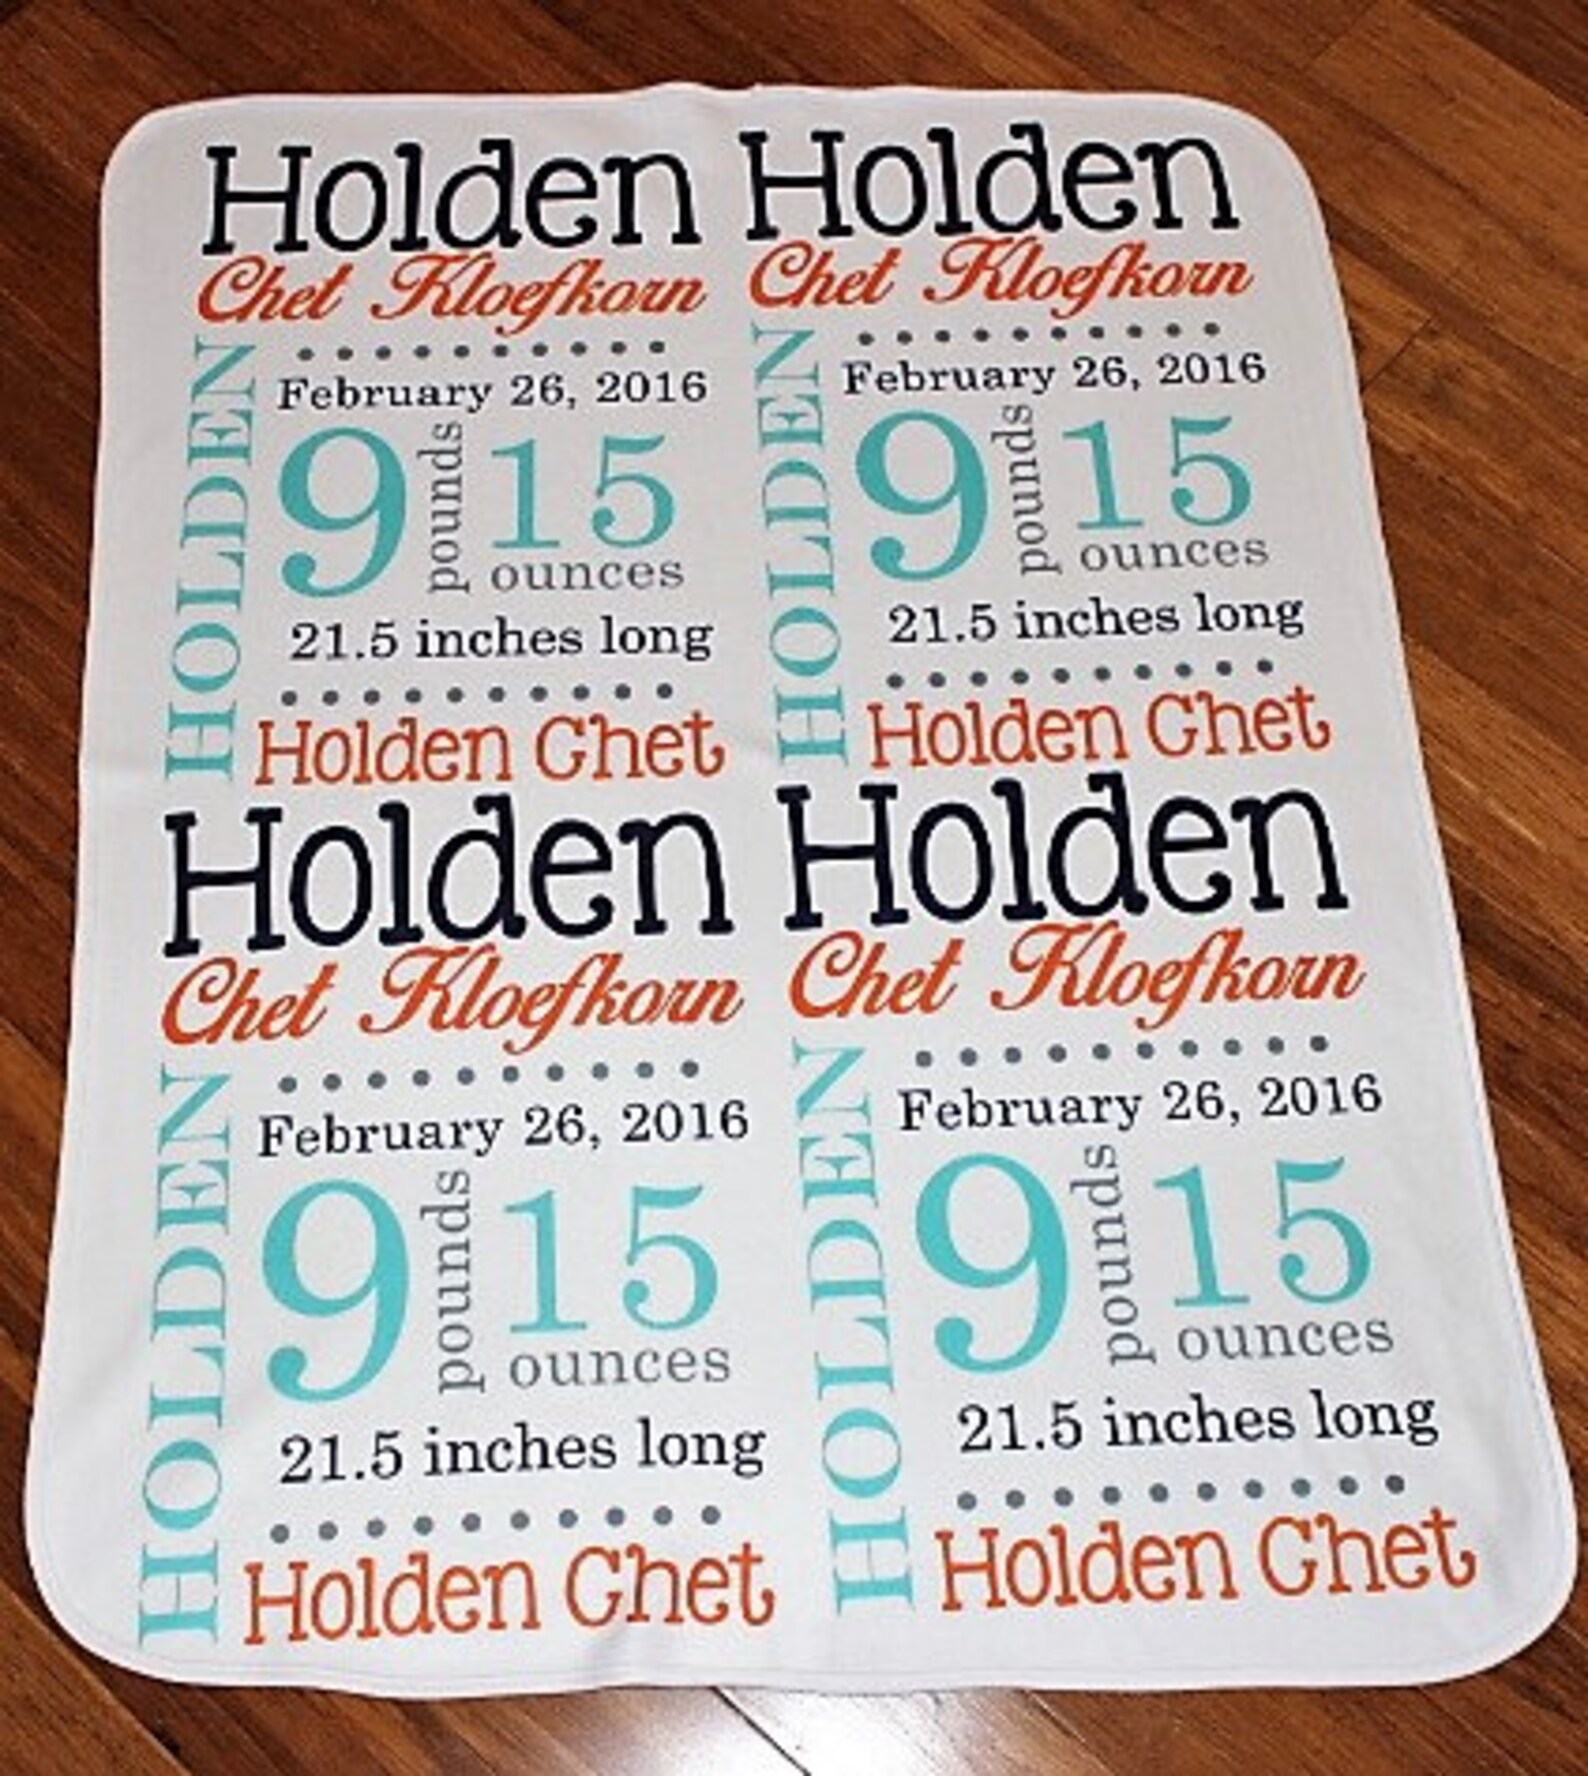 Holden
Chet Kloefkorn
HOLDEN
February 26, 2016
9 pounds 15 ounces
21.5 inches long
Holden Chet
Holden
Chet Kloefkorn
HOLDEN
February 26, 2016
9 pounds 15 ounces
21.5 inches long
Holden Chet
Holden
Chet Kloefkorn
HOLDEN
February 26, 2016
9 pounds 15 ounces
21.5 inches long
Holden Chet
Holden
Chet Kloefkorn
HOLDEN
February 26, 2016
9 pounds 15 ounces
21.5 inches long
Holden Chet